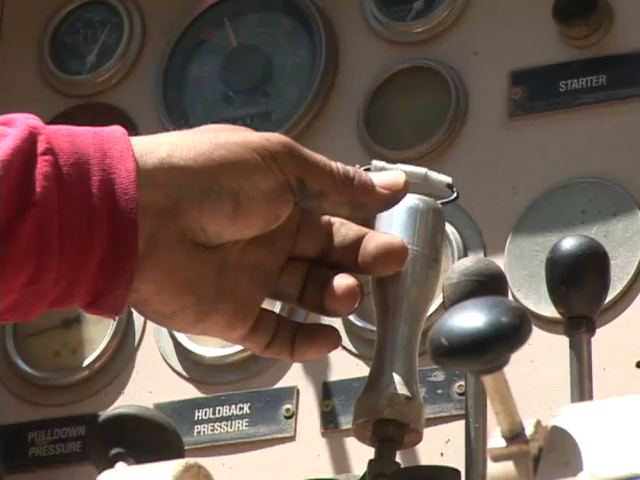 STARTER
HOLDBACK
PRESSURE
PULLDOWN
PRESSURE